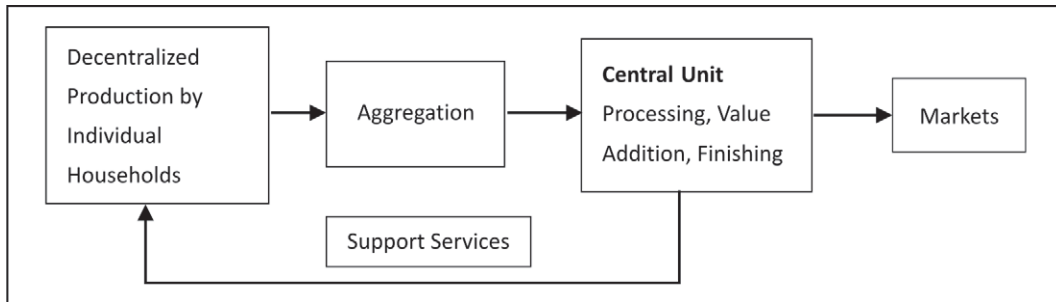 Decentralized
Production by
Individual
Households
Aggregation
Central Unit
Processing, Value
Addition, Finishing
Markets
Support Services